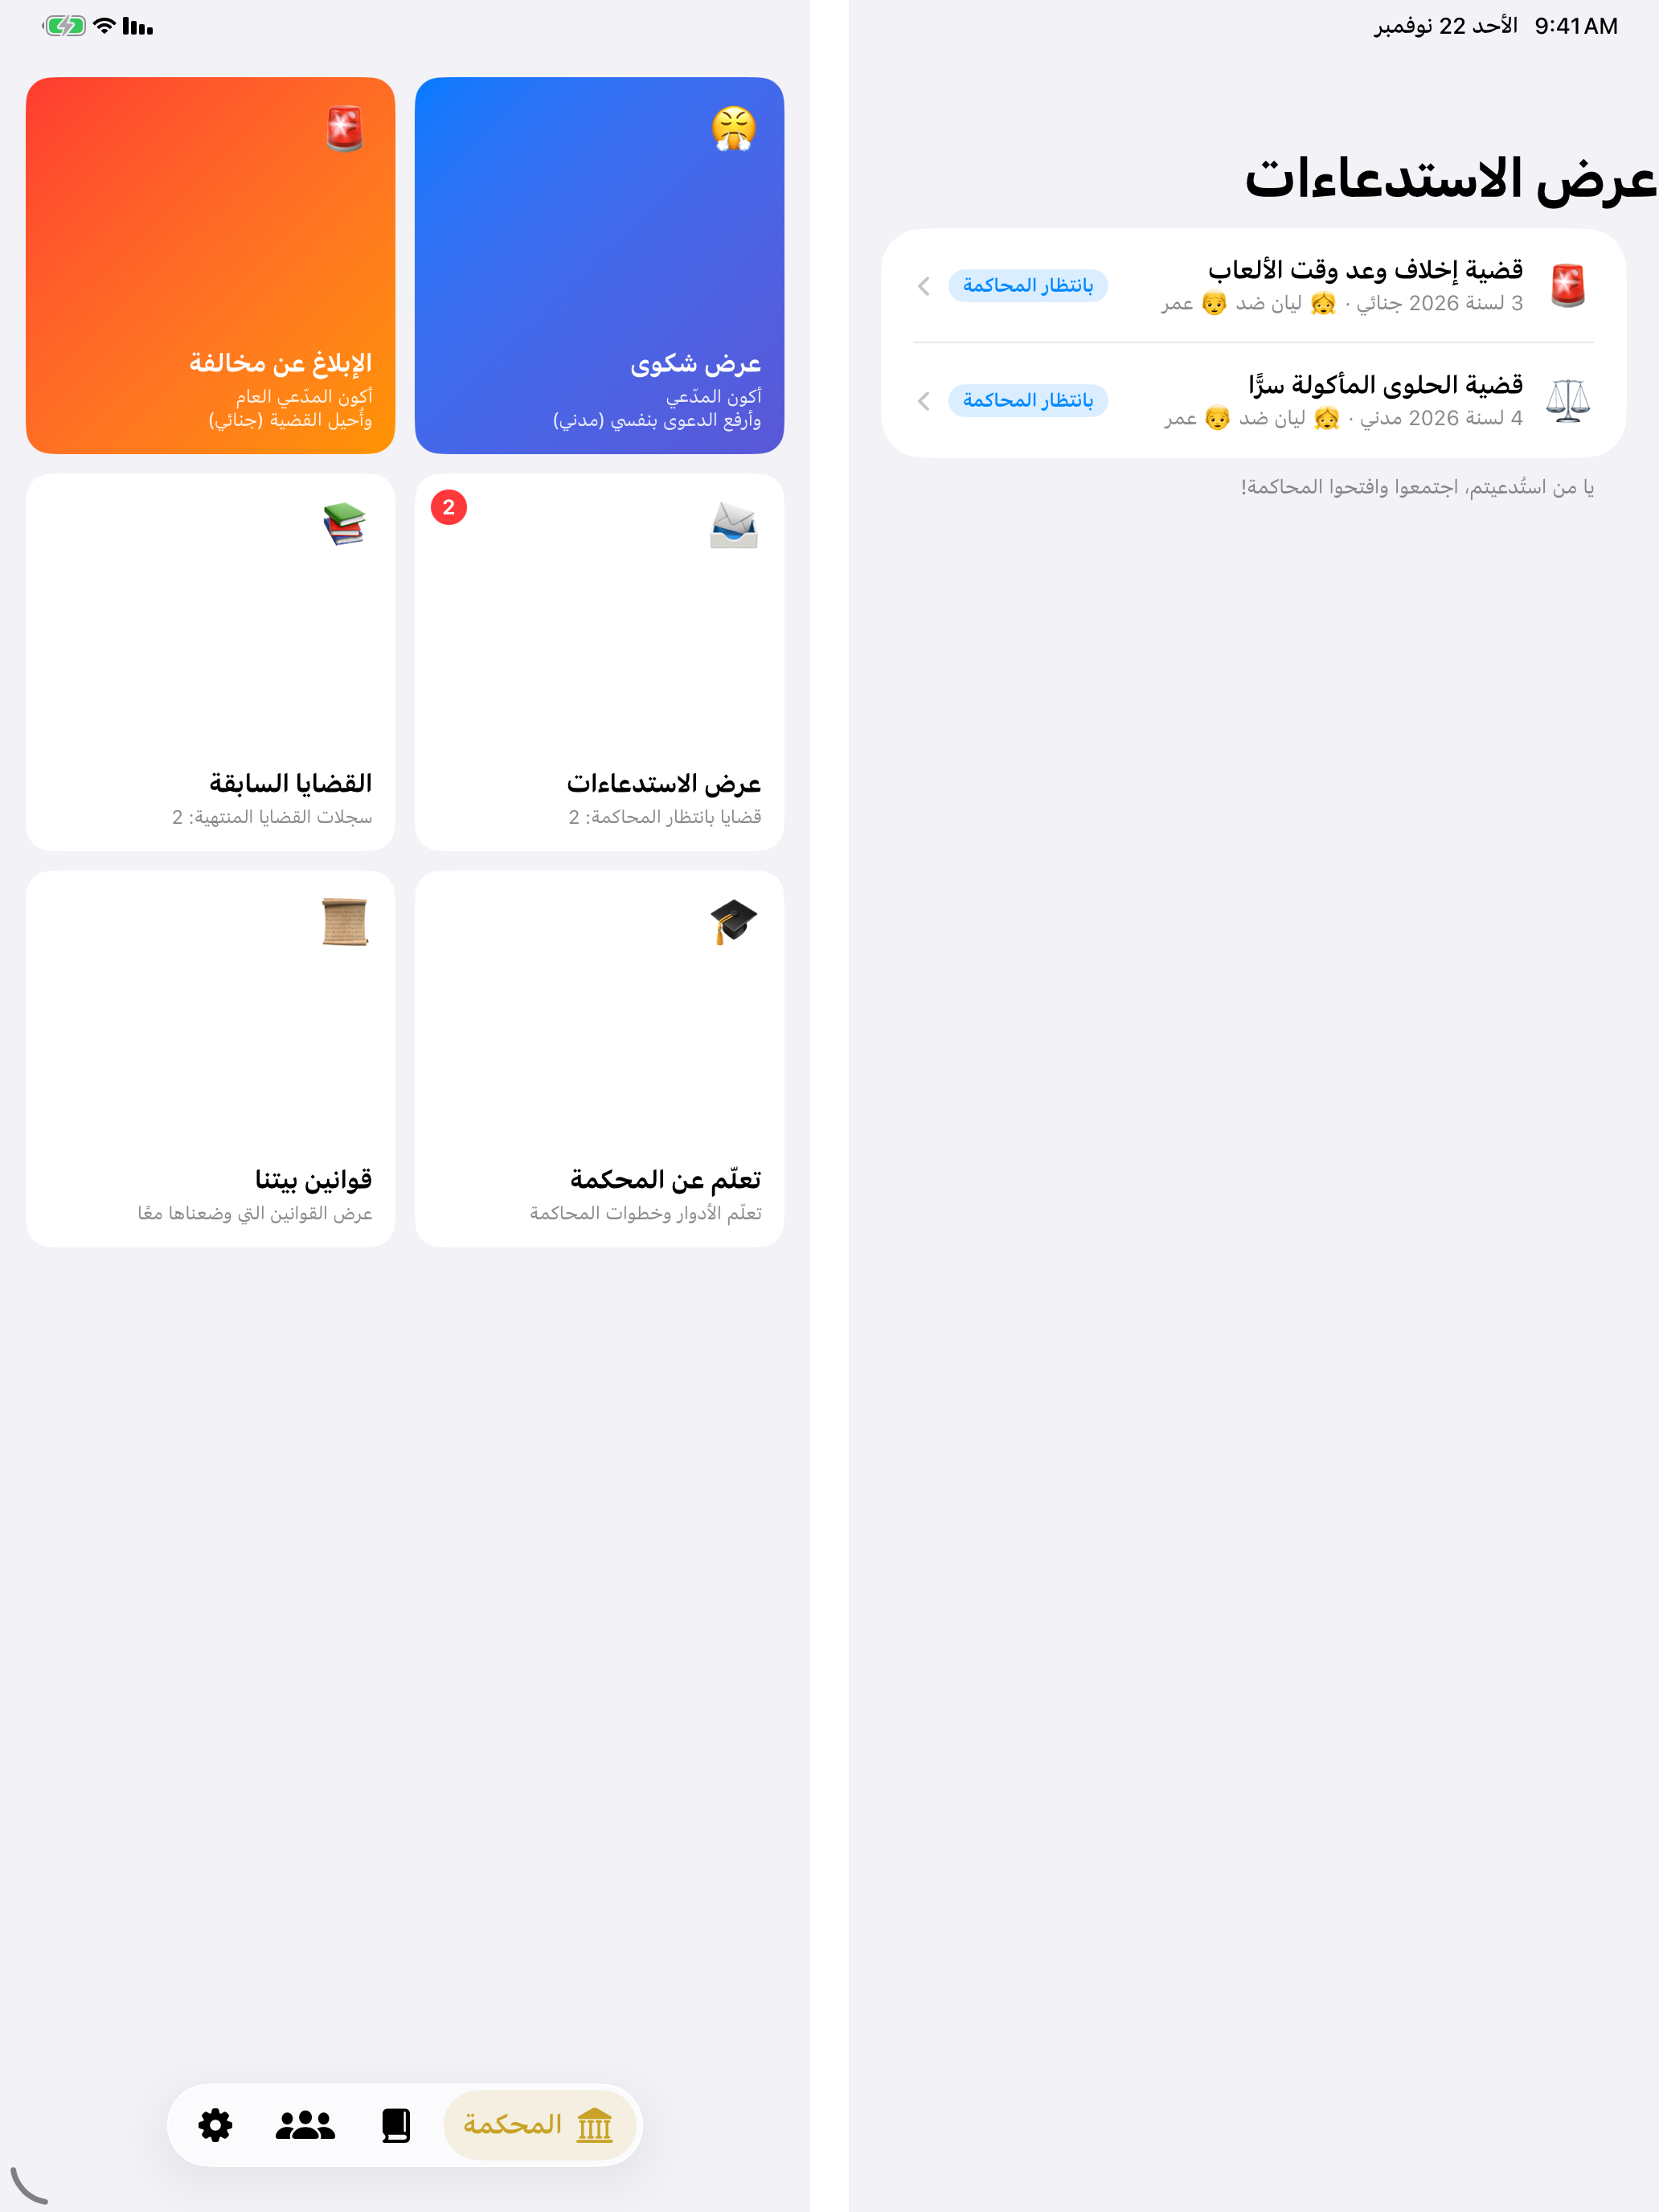 9:41 AM الأحد 22 نوفمبر
عرض الاستدعاءات
قضية إخلاف وعد وقت الألعاب
3 لسنة 2026 جنائي · 👧 ليان ضد 👦 عمر
بانتظار المحاكمة
قضية الحلوى المأكولة سرًّا
4 لسنة 2026 مدني · 👧 ليان ضد 👦 عمر
بانتظار المحاكمة
يا من استُدعيتم، اجتمعوا وافتحوا المحاكمة!
عرض شكوى
أكون المدّعي
وأرفع الدعوى بنفسي (مدني)
الإبلاغ عن مخالفة
أكون المدّعي العام
وأُحيل القضية (جنائي)
2
عرض الاستدعاءات
قضايا بانتظار المحاكمة: 2
القضايا السابقة
سجلات القضايا المنتهية: 2
تعلّم عن المحكمة
تعلّم الأدوار وخطوات المحاكمة
قوانين بيتنا
عرض القوانين التي وضعناها معًا
المحكمة